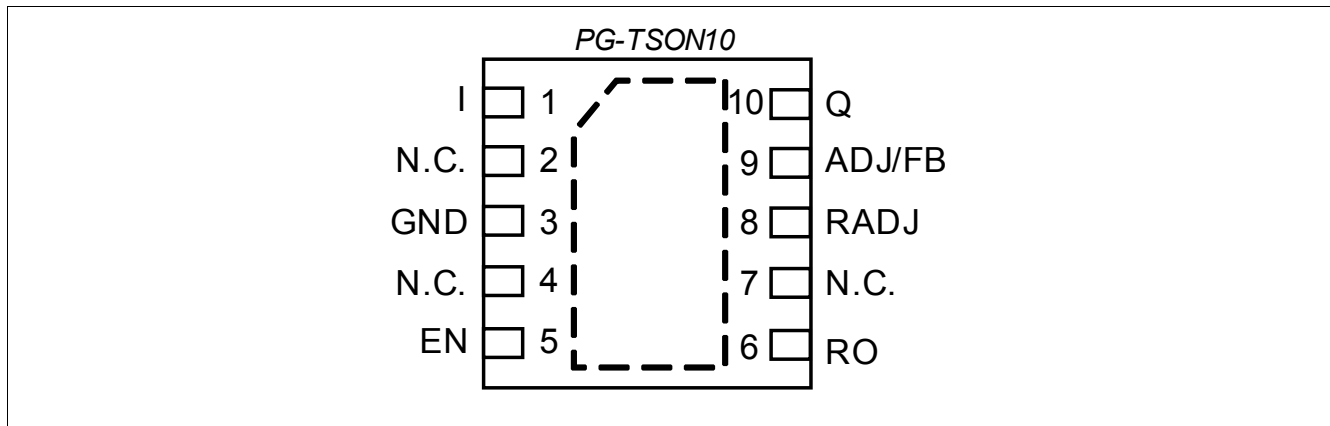 PG-TSON10
I 1 10 Q
N.C. 2 9 ADJ/FB
GND 3 8 RADJ
N.C. 4 7 N.C.
EN 5 6 RO